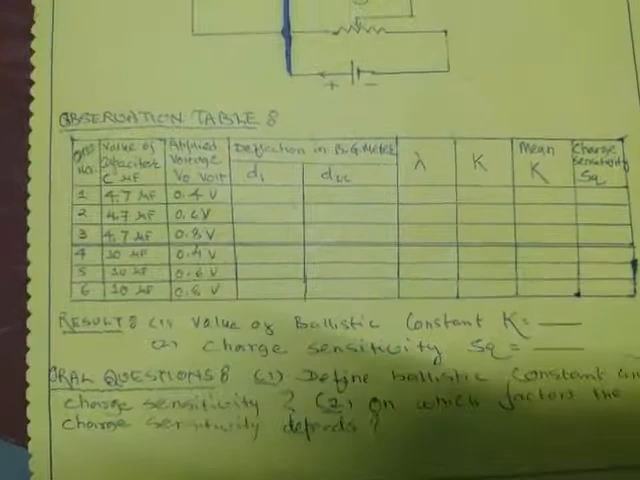 + -
OBSERVATION TABLE :
Obs. No. Value of Capacitor C μF Applied Voltage V0 Volt Deflection in B.G. Meter λ K Mean K Charge Sensitivity Sq
d1
1 4.7 μF 0.4 V
2 4.7 μF 0.6 V
3 4.7 μF 0.8 V
4 10 μF 0.4 V
5 10 μF 0.6 V
6 10 μF 0.8 V
RESULT : (1) Value of Ballistic Constant K =
(2) Charge sensitivity Sq =
ORAL QUESTIONS : (1) Define ballistic constant
charge sensitivity ? (2) On which factors the
charge sensitivity depends ?